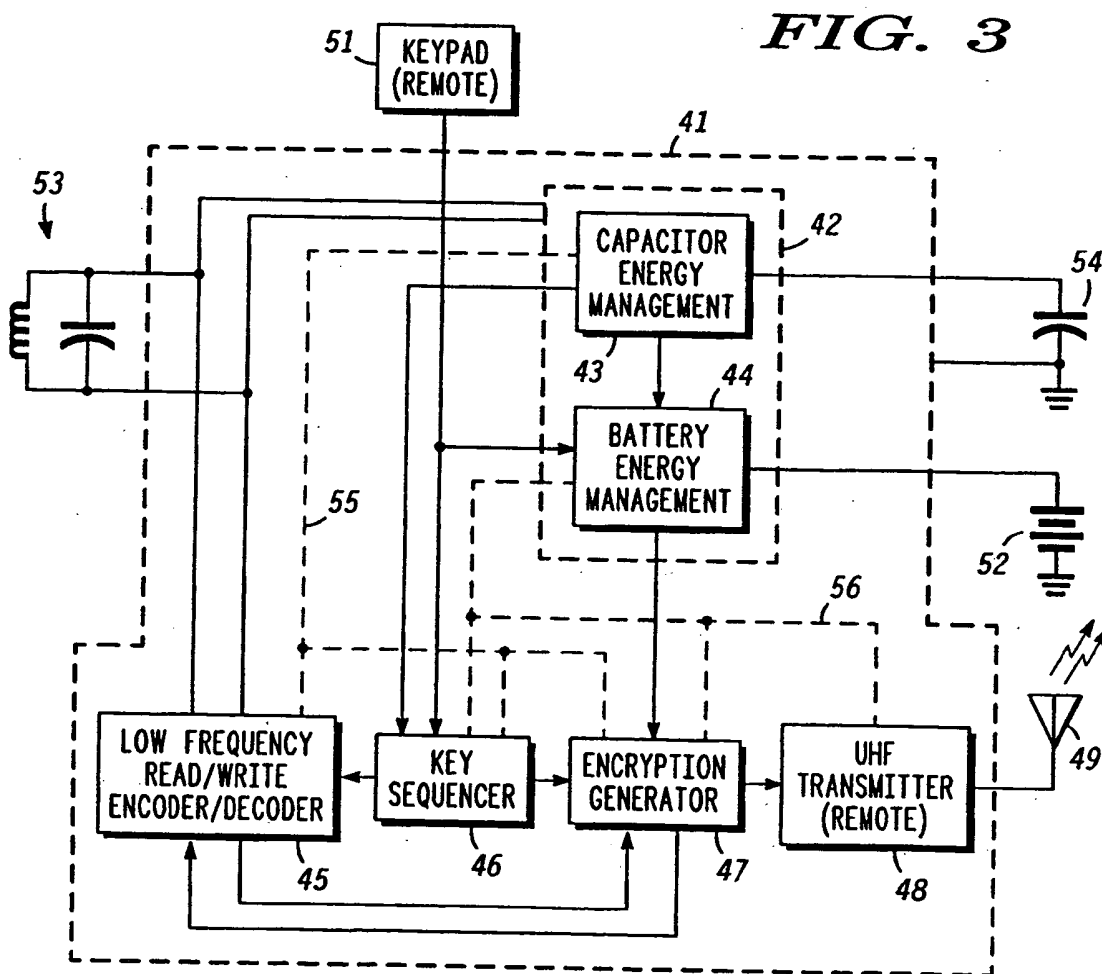 FIG. 3
51
KEYPAD
(REMOTE)
41
53
42
CAPACITOR
ENERGY
MANAGEMENT
54
43
44
BATTERY
ENERGY
MANAGEMENT
55
52
56
LOW FREQUENCY
READ/WRITE
ENCODER/DECODER
KEY
SEQUENCER
ENCRYPTION
GENERATOR
UHF
TRANSMITTER
(REMOTE)
49
45
46
47
48